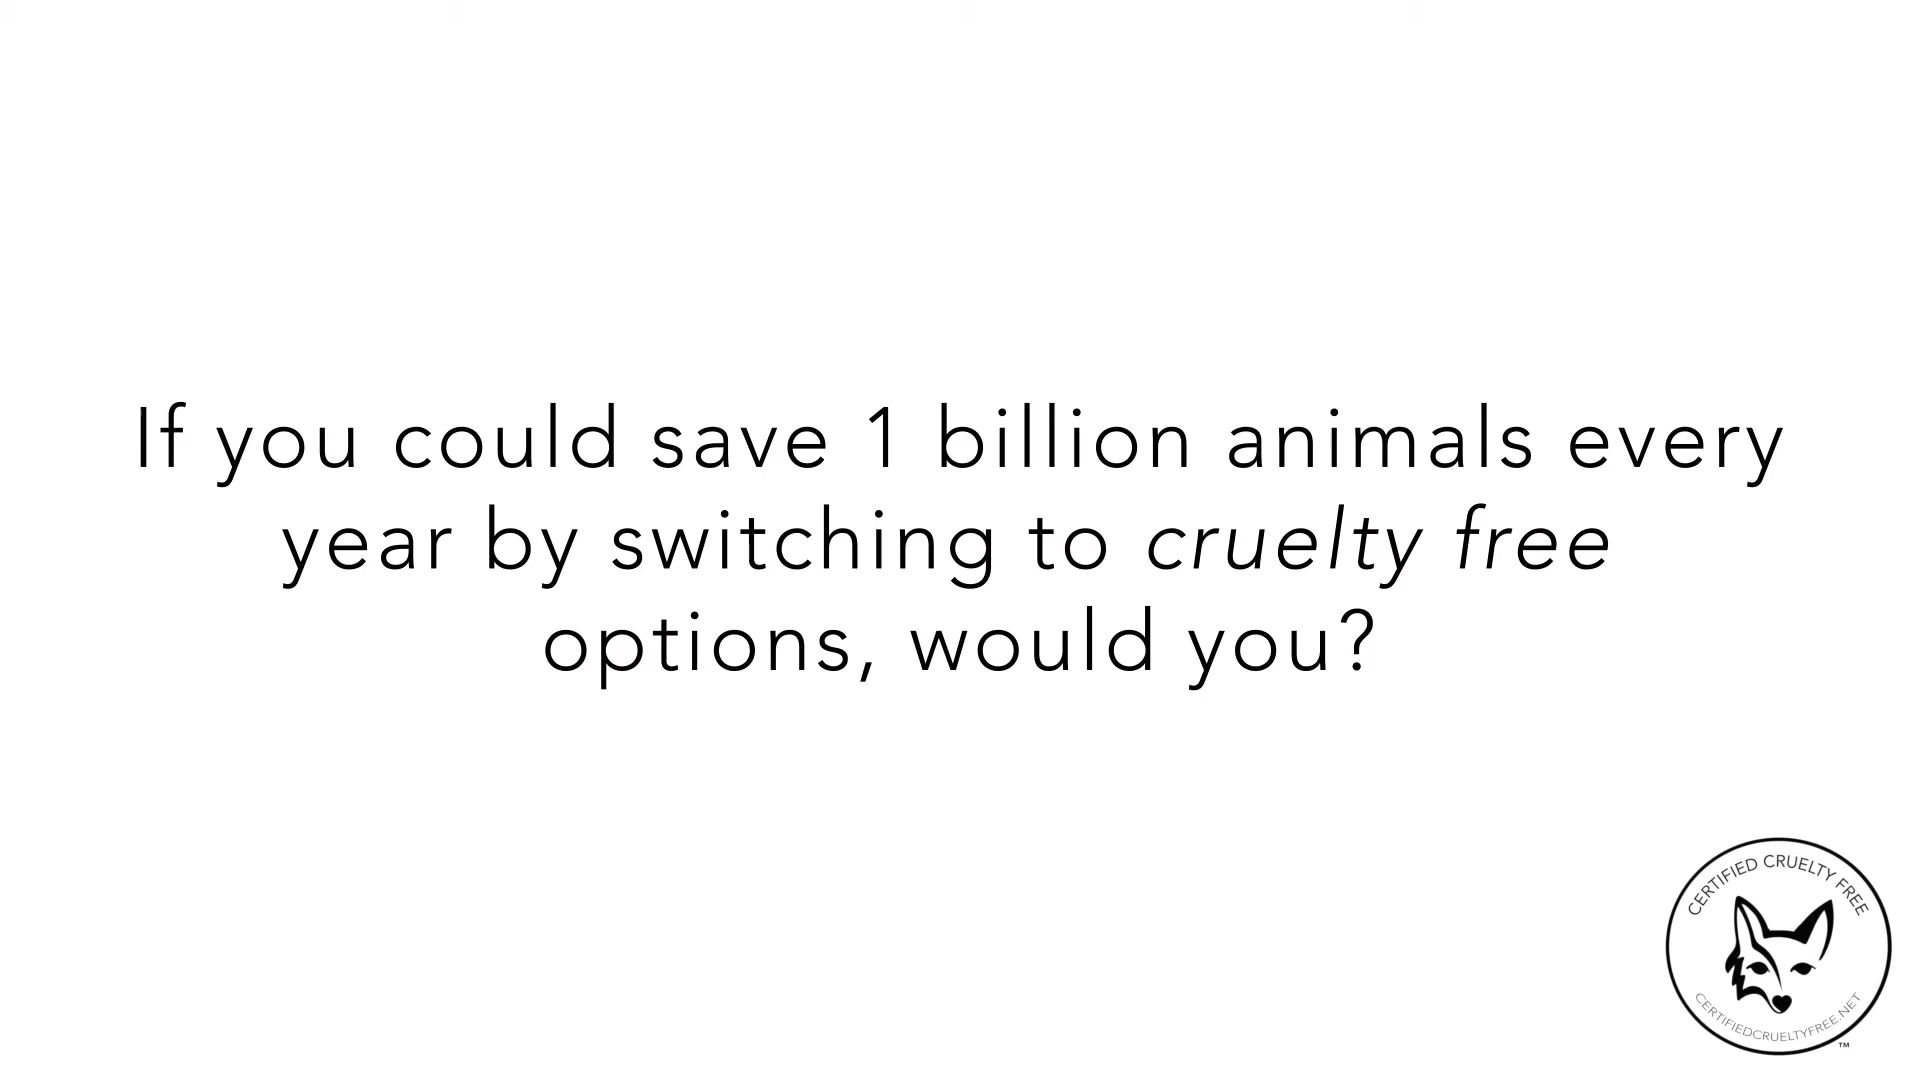 If you could save 1 billion animals every
year by switching to cruelty free
options, would you?
CERTIFIED CRUELTY FREE
CERTIFIEDCRUELTYFREE.NET
™